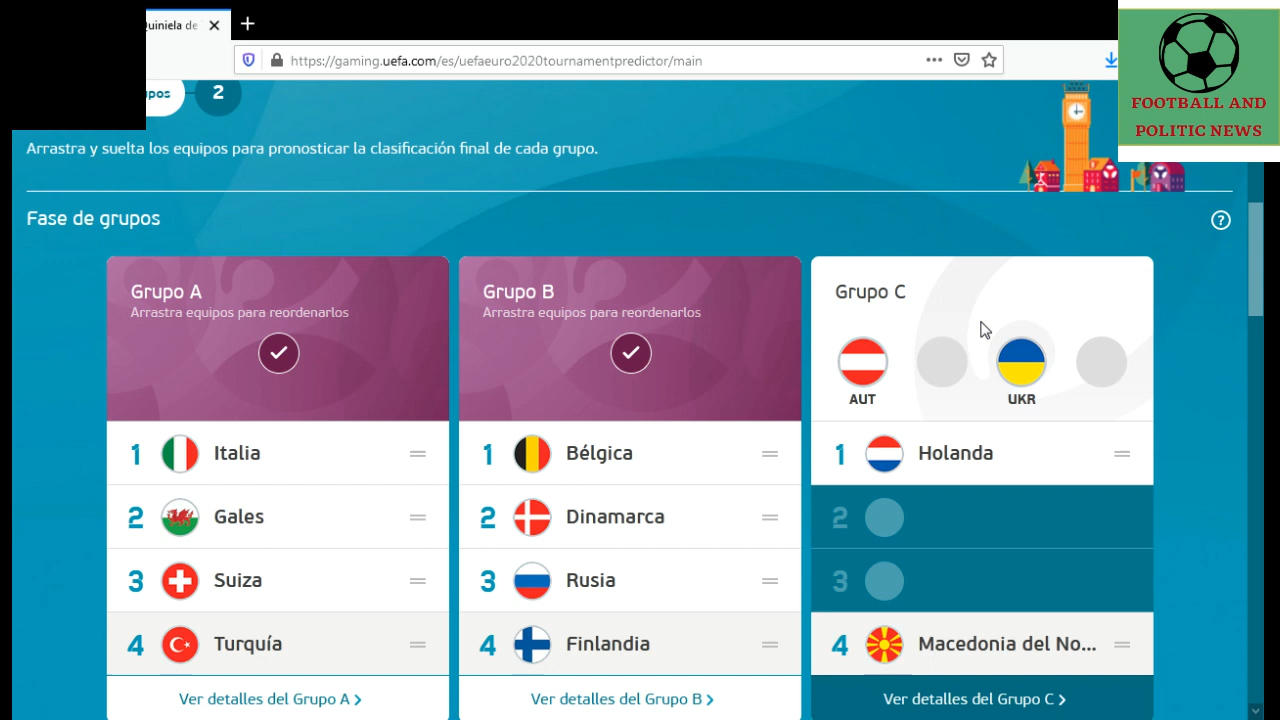 Quiniela de
https://gaming.uefa.com/es/uefaeuro2020tournamentpredictor/main
FOOTBALL AND
POLITIC NEWS
2
Arrastra y suelta los equipos para pronosticar la clasificación final de cada grupo.
Fase de grupos
?
Grupo A
Arrastra equipos para reordenarlos
1 Italia
2 Gales
3 Suiza
4 Turquía
Ver detalles del Grupo A
Grupo B
Arrastra equipos para reordenarlos
1 Bélgica
2 Dinamarca
3 Rusia
4 Finlandia
Ver detalles del Grupo B
Grupo C
AUT
UKR
1 Holanda
2
3
4 Macedonia del No...
Ver detalles del Grupo C